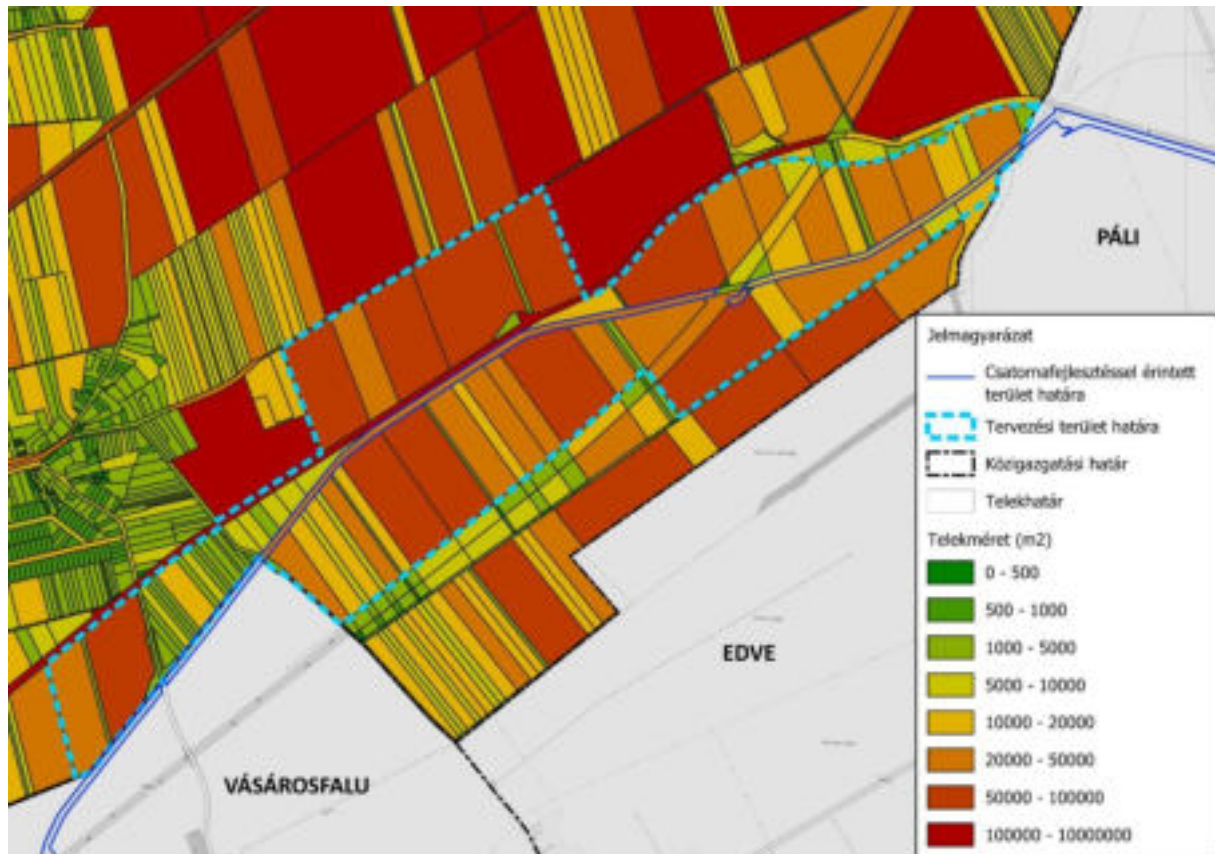 PÁLI
Jelmagyarázat
Csatornafejlesztéssel érintett
terület határa
Tervezési terület határa
Közigazgatási határ
Telekhatár
Telekméret (m2)
0 - 500
500 - 1000
1000 - 5000
5000 - 10000
10000 - 20000
20000 - 50000
50000 - 100000
100000 - 10000000
EDVE
VÁSÁROSFALU